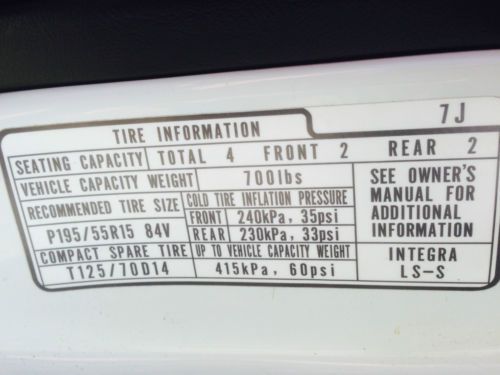 7J
TIRE INFORMATION
SEATING CAPACITY TOTAL 4 FRONT 2 REAR 2
VEHICLE CAPACITY WEIGHT 700lbs
RECOMMENDED TIRE SIZE
P195/55R15 84V
COLD TIRE INFLATION PRESSURE
FRONT 240kPa, 35psi
REAR 230kPa, 33psi
COMPACT SPARE TIRE
T125/70D14
UP TO VEHICLE CAPACITY WEIGHT
415kPa, 60psi
SEE OWNER'S
MANUAL FOR
ADDITIONAL
INFORMATION
INTEGRA
LS-S